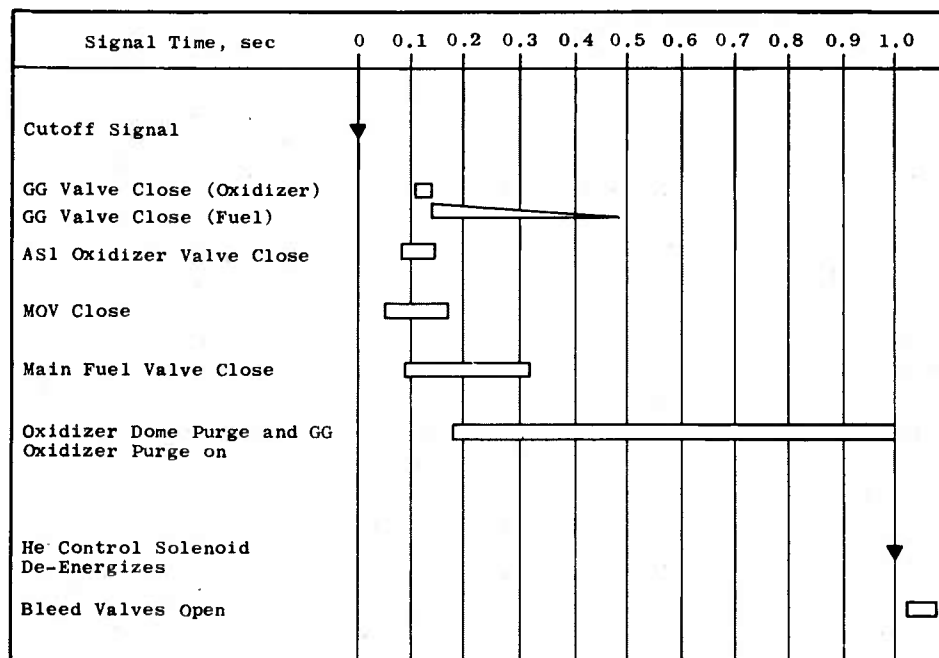 Signal Time, sec 0 0.1 0.2 0.3 0.4 0.5 0.6 0.7 0.8 0.9 1.0
Cutoff Signal
GG Valve Close (Oxidizer)
GG Valve Close (Fuel)
ASl Oxidizer Valve Close
MOV Close
Main Fuel Valve Close
Oxidizer Dome Purge and GG
Oxidizer Purge on
He Control Solenoid
De-Energizes
Bleed Valves Open